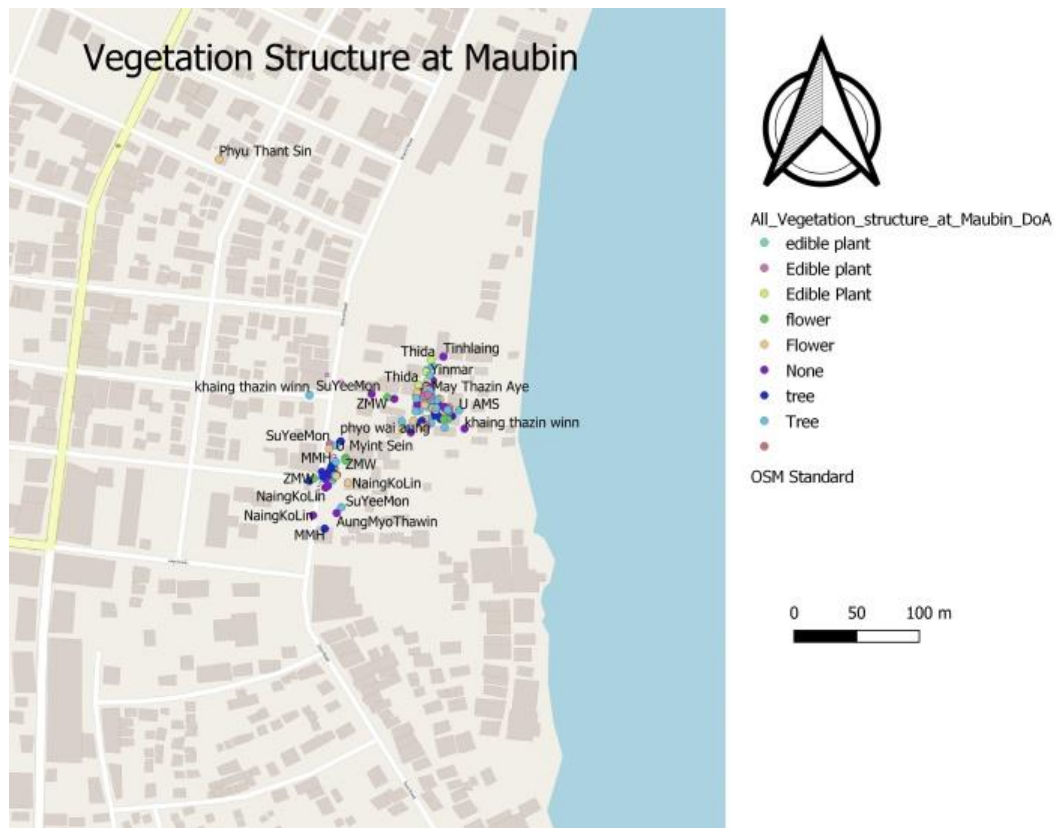 Vegetation Structure at Maubin
Phyu Thant Sin
Thida
Tinhlaing
Yinmar
Thida
May Thazin Aye
khaing thazin winn
SuYeeMon
ZMW
U AMS
khaing thazin winn
phyo wai aung
SuYeeMon
U Myint Sein
MMH
ZMW
ZMW
NaingKoLin
NaingKoLin
SuYeeMon
NaingKoLin
AungMyoThawin
MMH
All_Vegetation_structure_at_Maubin_DoA
edible plant
Edible plant
Edible Plant
flower
Flower
None
tree
Tree
OSM Standard
0 50 100 m